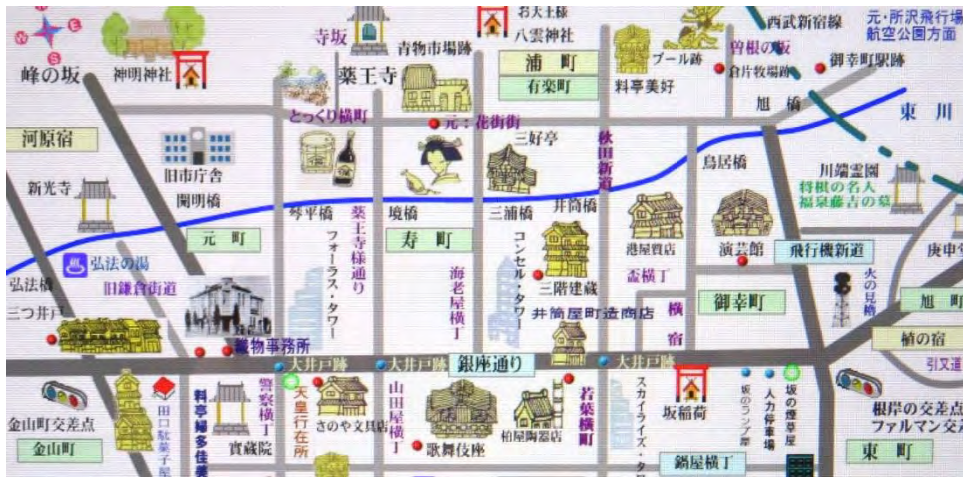 N
E
W
S
峰の坂
神明神社
寺坂
青物市場跡
薬王寺
お天王様
八雲神社
浦町
有楽町
料亭美好
プール跡
曽根の坂
倉片牧場跡
西武新宿線
元・所沢飛行場
航空公園方面
御幸町駅跡
旭橋
東川
河原宿
旧市庁舎
とっくり横町
元：花街街
三好亭
秋田新道
鳥居橋
川端霊園
将棋の名人
福泉藤吉の墓
新光寺
開明橋
琴平橋
薬王寺様通り
境橋
三浦橋
井筒橋
港屋質店
演芸館
飛行機新道
元町
寿町
フォーラス・タワー
海老屋横丁
コンセル・タワー
三階建蔵
盃横丁
御幸町
火の見櫓
旭町
弘法の湯
弘法橋
旧鎌倉街道
三つ井戸
井筒屋町造商店
横宿
植の宿
織物事務所
大井戸跡
大井戸跡
銀座通り
大井戸跡
引又道
金山町交差点
金山町
田口駄菓子屋
料亭婦多佳美
實蔵院
警察横丁
天皇行在所
さのや文具店
山田屋横丁
歌舞伎座
柏屋陶器店
若葉横町
スカイライズ・タ
坂稲荷
坂のランプ屋
人力停車場
坂の煙草屋
鍋屋横丁
根岸の交差点
ファルマン交
東町